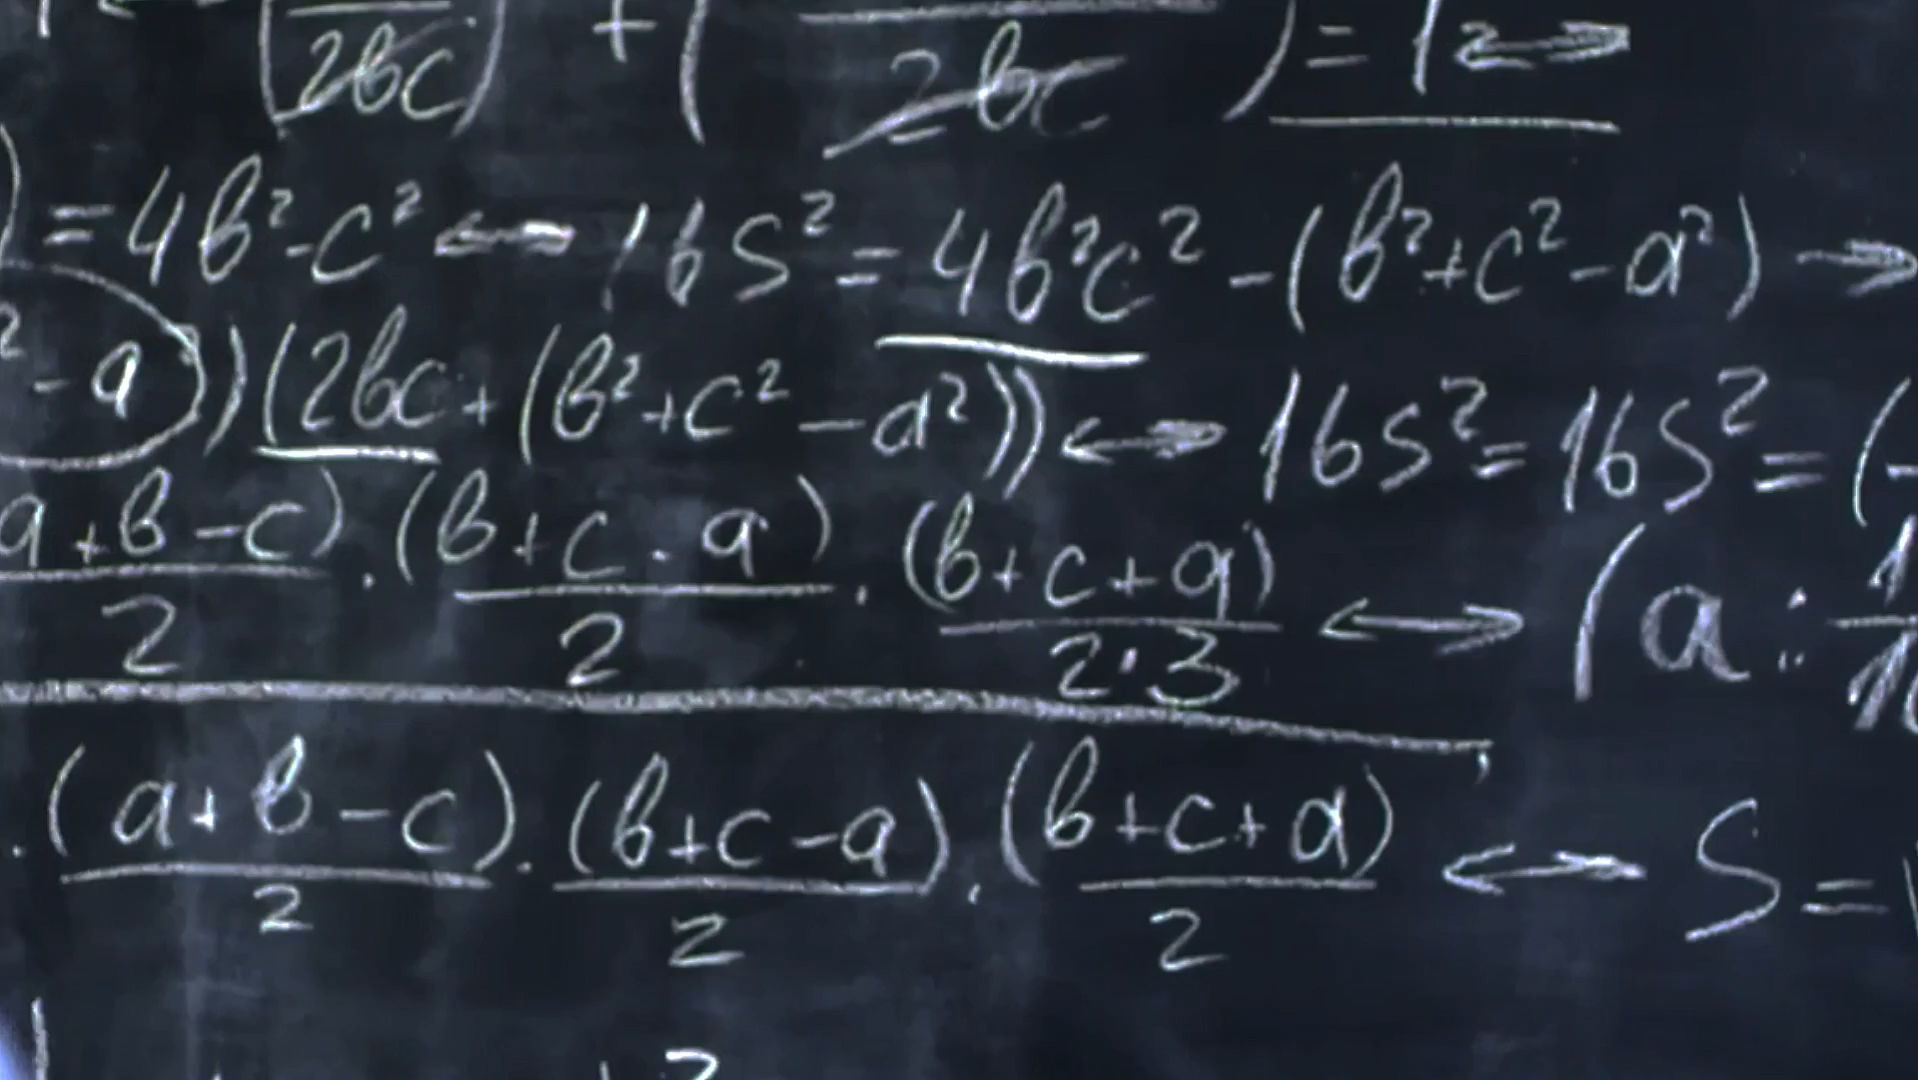 2bc) + ( 2bc ) = 1 ↔
) = 4b²-c² ↔ 16S² = 4b²c² - (b²+c²-a²) →
² - a)) (2bc + (b²+c²-a²)) ↔ 16S² = 16S² = (-
a+b-c)/2 · (b+c-a)/2 · (b+c+a)/2·3 ↔ (a :
· (a+b-c)/2 · (b+c-a)/2 · (b+c+a)/2 ↔ S =